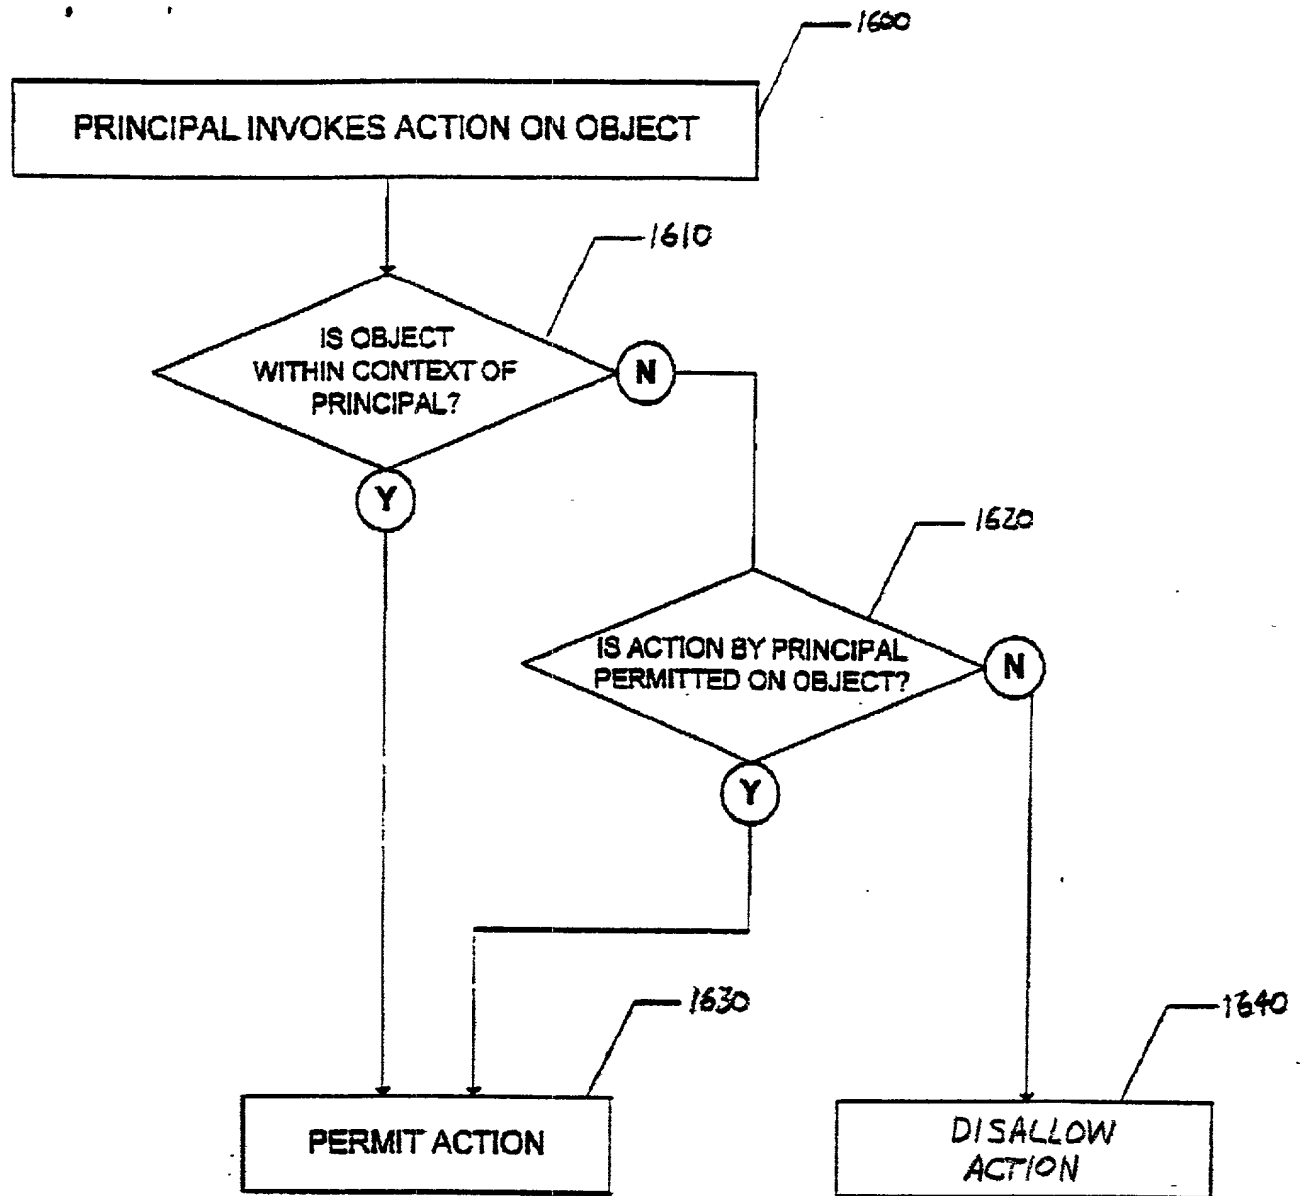 1600
PRINCIPAL INVOKES ACTION ON OBJECT
1610
IS OBJECT
WITHIN CONTEXT OF
PRINCIPAL?
N
Y
1620
IS ACTION BY PRINCIPAL
PERMITTED ON OBJECT?
N
Y
1630
1640
PERMIT ACTION
DISALLOW
ACTION